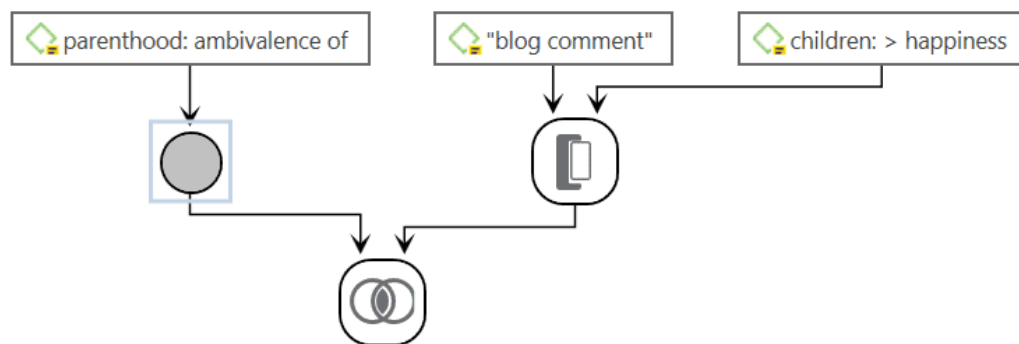 parenthood: ambivalence of
"blog comment"
children: > happiness